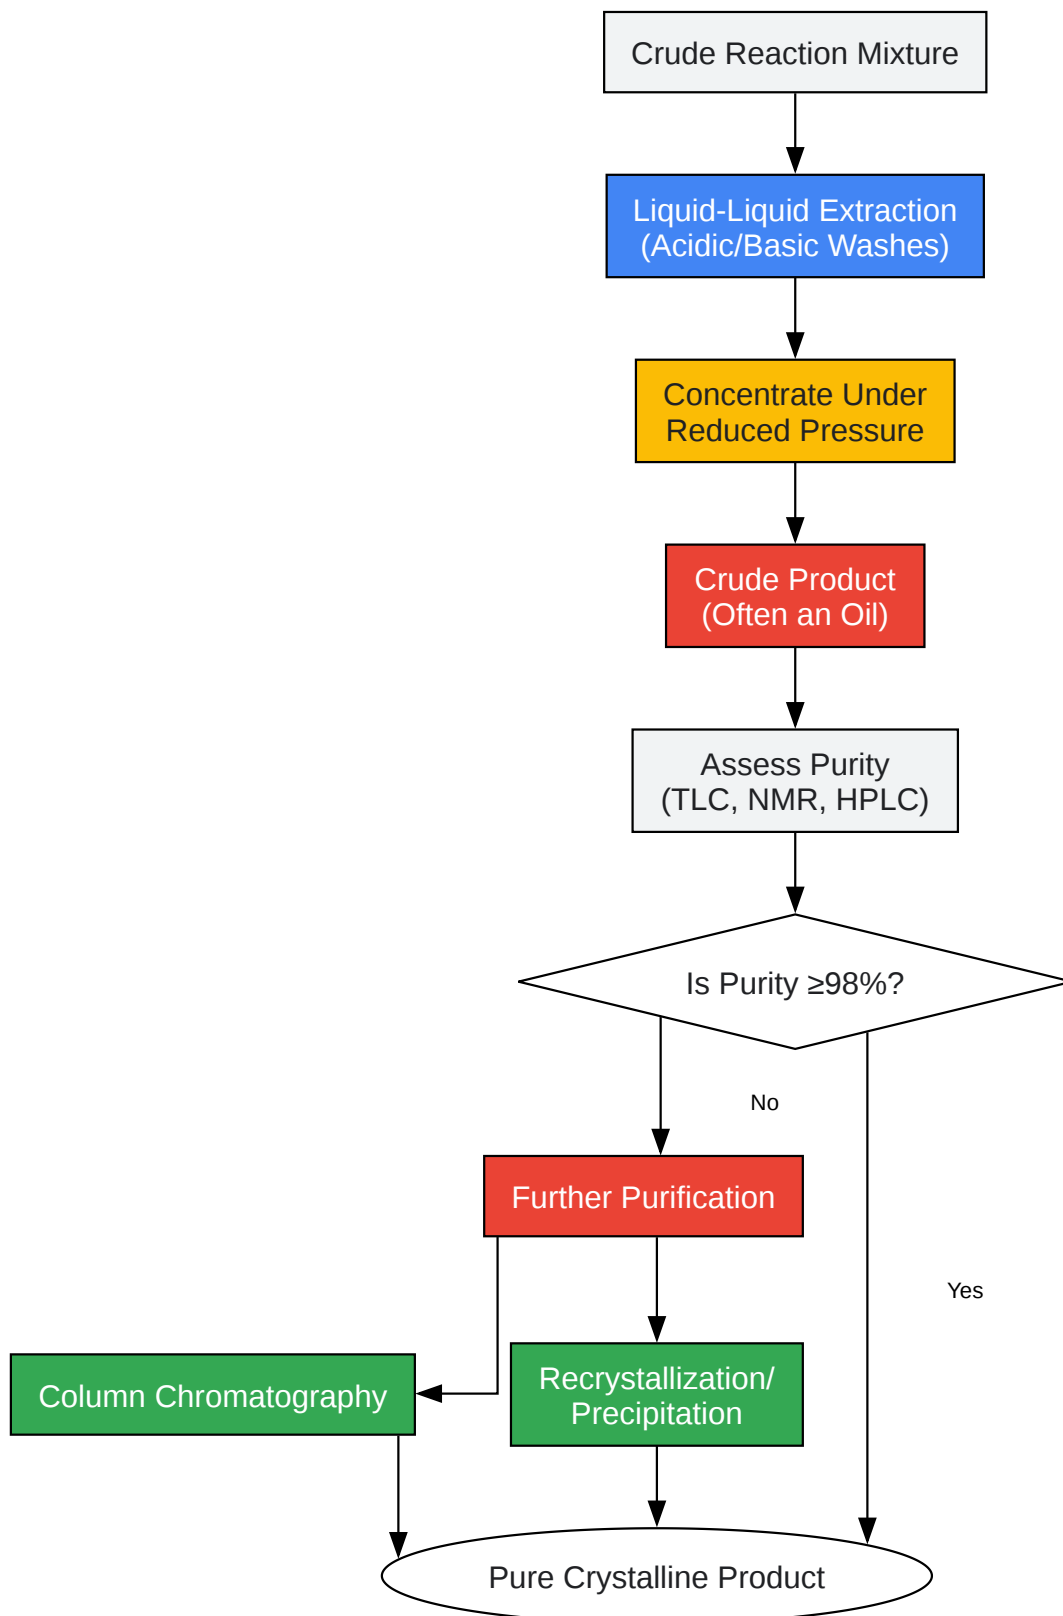 Crude Reaction Mixture
Liquid-Liquid Extraction
(Acidic/Basic Washes)
Concentrate Under
Reduced Pressure
Crude Product
(Often an Oil)
Assess Purity
(TLC, NMR, HPLC)
Is Purity ≥98%?
No
Further Purification
Yes
Column Chromatography
Recrystallization/
Precipitation
Pure Crystalline Product